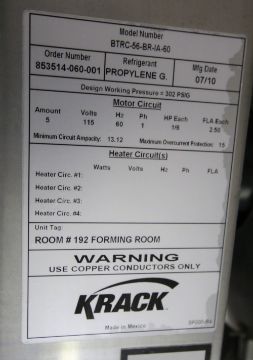 Model Number
BTRC-56-BR-IA-60
Order Number Refrigerant Mfg Date
853514-060-001 PROPYLENE G. 07/10
Design Working Pressure = 302 PSIG
Motor Circuit
Amount Volts Hz Ph HP Each FLA Each
5 115 60 1 1/6 2.50
Minimum Circuit Ampacity: 13.12 Maximum Overcurrent Protection: 15
Heater Circuit(s)
Watts Volts Ph FLA
Heater Circ. #1:
Heater Circ. #2:
Heater Circ. #3:
Heater Circ. #4:
Unit Tag:
ROOM # 192 FORMING ROOM
WARNING
USE COPPER CONDUCTORS ONLY
KRACK
Made in Mexico